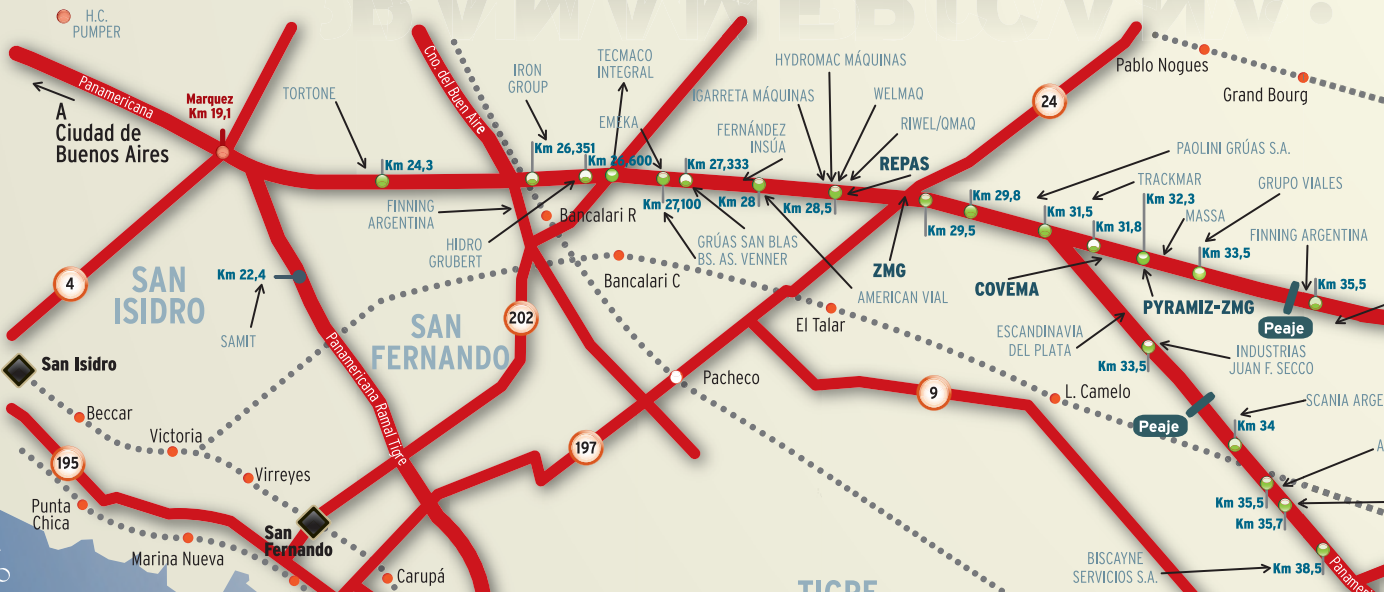 PANAMERICANA.
H.C.
PUMPER
Panamericana
A
Ciudad de
Buenos Aires
Marquez
Km 19,1
TORTONE
Km 24,3
Cno. del Buen Aire
IRON
GROUP
Km 26,351
TECMACO
INTEGRAL
EMEKA
Km 26,600
Km 27,333
FERNÁNDEZ
INSÚA
IGARRETA MÁQUINAS
HYDROMAC MÁQUINAS
WELMAQ
RIWEL/QMAQ
REPAS
24
Pablo Nogues
Grand Bourg
PAOLINI GRÚAS S.A.
TRACKMAR
Km 32,3
GRUPO VIALES
MASSA
FINNING ARGENTINA
Km 29,8
Km 31,5
Km 31,8
Km 33,5
Km 35,5
FINNING
ARGENTINA
Bancalari R
Km 27,100
Km 28
Km 28,5
Km 29,5
HIDRO
GRUBERT
GRÚAS SAN BLAS
BS. AS. VENNER
Bancalari C
ZMG
AMERICAN VIAL
COVEMA
PYRAMIZ-ZMG
Peaje
4
SAN
ISIDRO
Km 22,4
SAMIT
SAN
FERNANDO
202
El Talar
ESCANDINAVIA
DEL PLATA
Km 33,5
INDUSTRIAS
JUAN F. SECCO
San Isidro
Panamericana Ramal Tigre
Pacheco
9
L. Camelo
SCANIA ARGE
Peaje
Km 34
Beccar
Victoria
195
Virreyes
197
A
Punta
Chica
San
Fernando
Marina Nueva
Carupá
Km 35,5
Km 35,7
BISCAYNE
SERVICIOS S.A.
Km 38,5
TIGRE
Paname